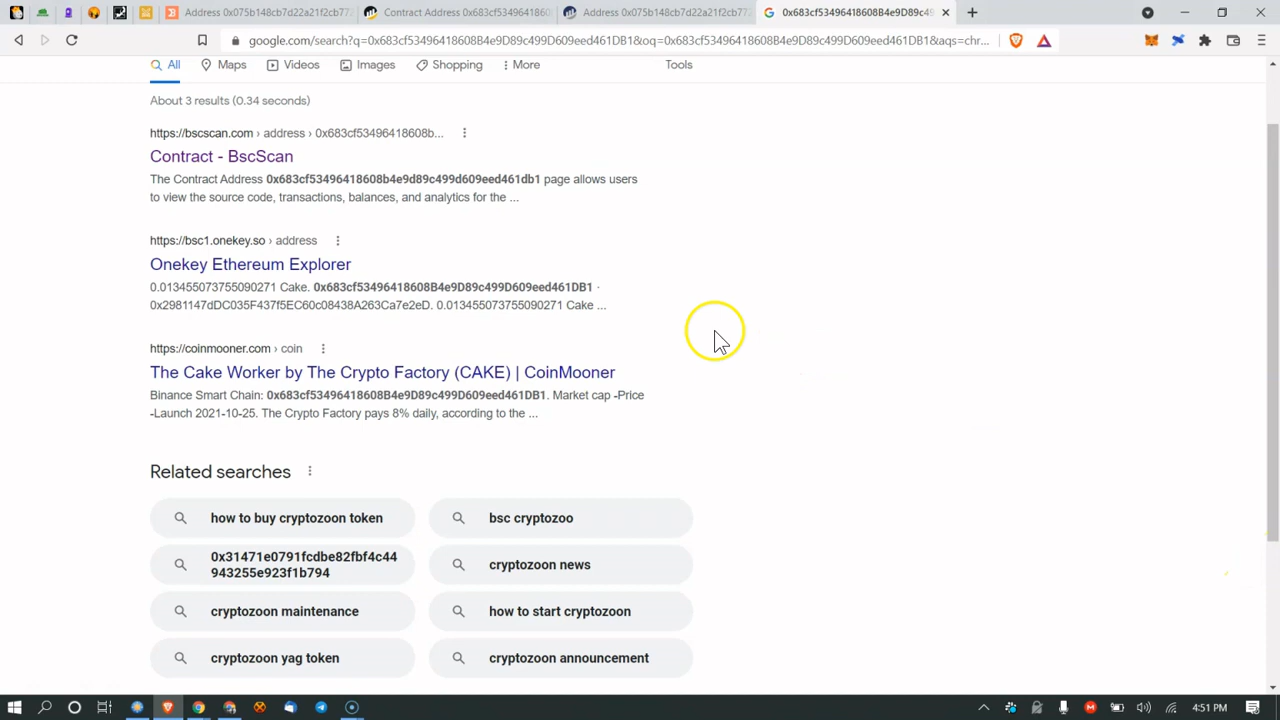 Address 0x075b148cb7d22a21f2cb77
Contract Address 0x683cf534964186
Address 0x075b148cb7d22a21f2cb77
0x683cf53496418608B4e9D89c49
google.com/search?q=0x683cf53496418608B4e9D89c499D609eed461DB1&oq=0x683cf53496418608B4e9D89c499D609eed461DB1&aqs=chr...
All
Maps
Videos
Images
Shopping
More
Tools
About 3 results (0.34 seconds)
https://bscscan.com › address › 0x683cf53496418608b...
Contract - BscScan
The Contract Address 0x683cf53496418608b4e9d89c499d609eed461db1 page allows users
to view the source code, transactions, balances, and analytics for the ...
https://bsc1.onekey.so › address
Onekey Ethereum Explorer
0.013455073755090271 Cake. 0x683cf53496418608B4e9D89c499D609eed461DB1 ·
0x2981147dDC035F437f5EC60c08438A263Ca7e2eD. 0.013455073755090271 Cake ...
https://coinmooner.com › coin
The Cake Worker by The Crypto Factory (CAKE) | CoinMooner
Binance Smart Chain: 0x683cf53496418608B4e9D89c499D609eed461DB1. Market cap -Price
-Launch 2021-10-25. The Crypto Factory pays 8% daily, according to the ...
Related searches
how to buy cryptozoon token
bsc cryptozoo
0x31471e0791fcdbe82fbf4c44
943255e923f1b794
cryptozoon news
cryptozoon maintenance
how to start cryptozoon
cryptozoon yag token
cryptozoon announcement
4:51 PM